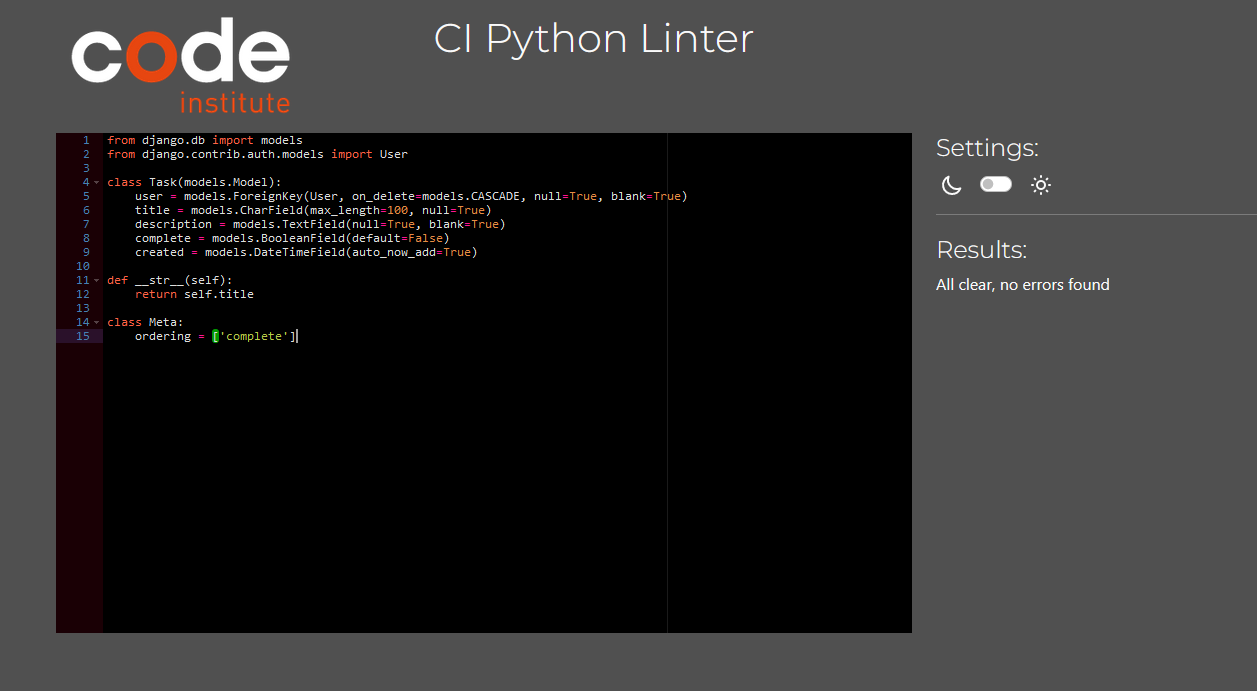 code
institute
CI Python Linter
1 from django.db import models
2 from django.contrib.auth.models import User
3
4 class Task(models.Model):
5     user = models.ForeignKey(User, on_delete=models.CASCADE, null=True, blank=True)
6     title = models.CharField(max_length=100, null=True)
7     description = models.TextField(null=True, blank=True)
8     complete = models.BooleanField(default=False)
9     created = models.DateTimeField(auto_now_add=True)
10
11 def __str__(self):
12     return self.title
13
14 class Meta:
15     ordering = ['complete']
Settings:
Results:
All clear, no errors found